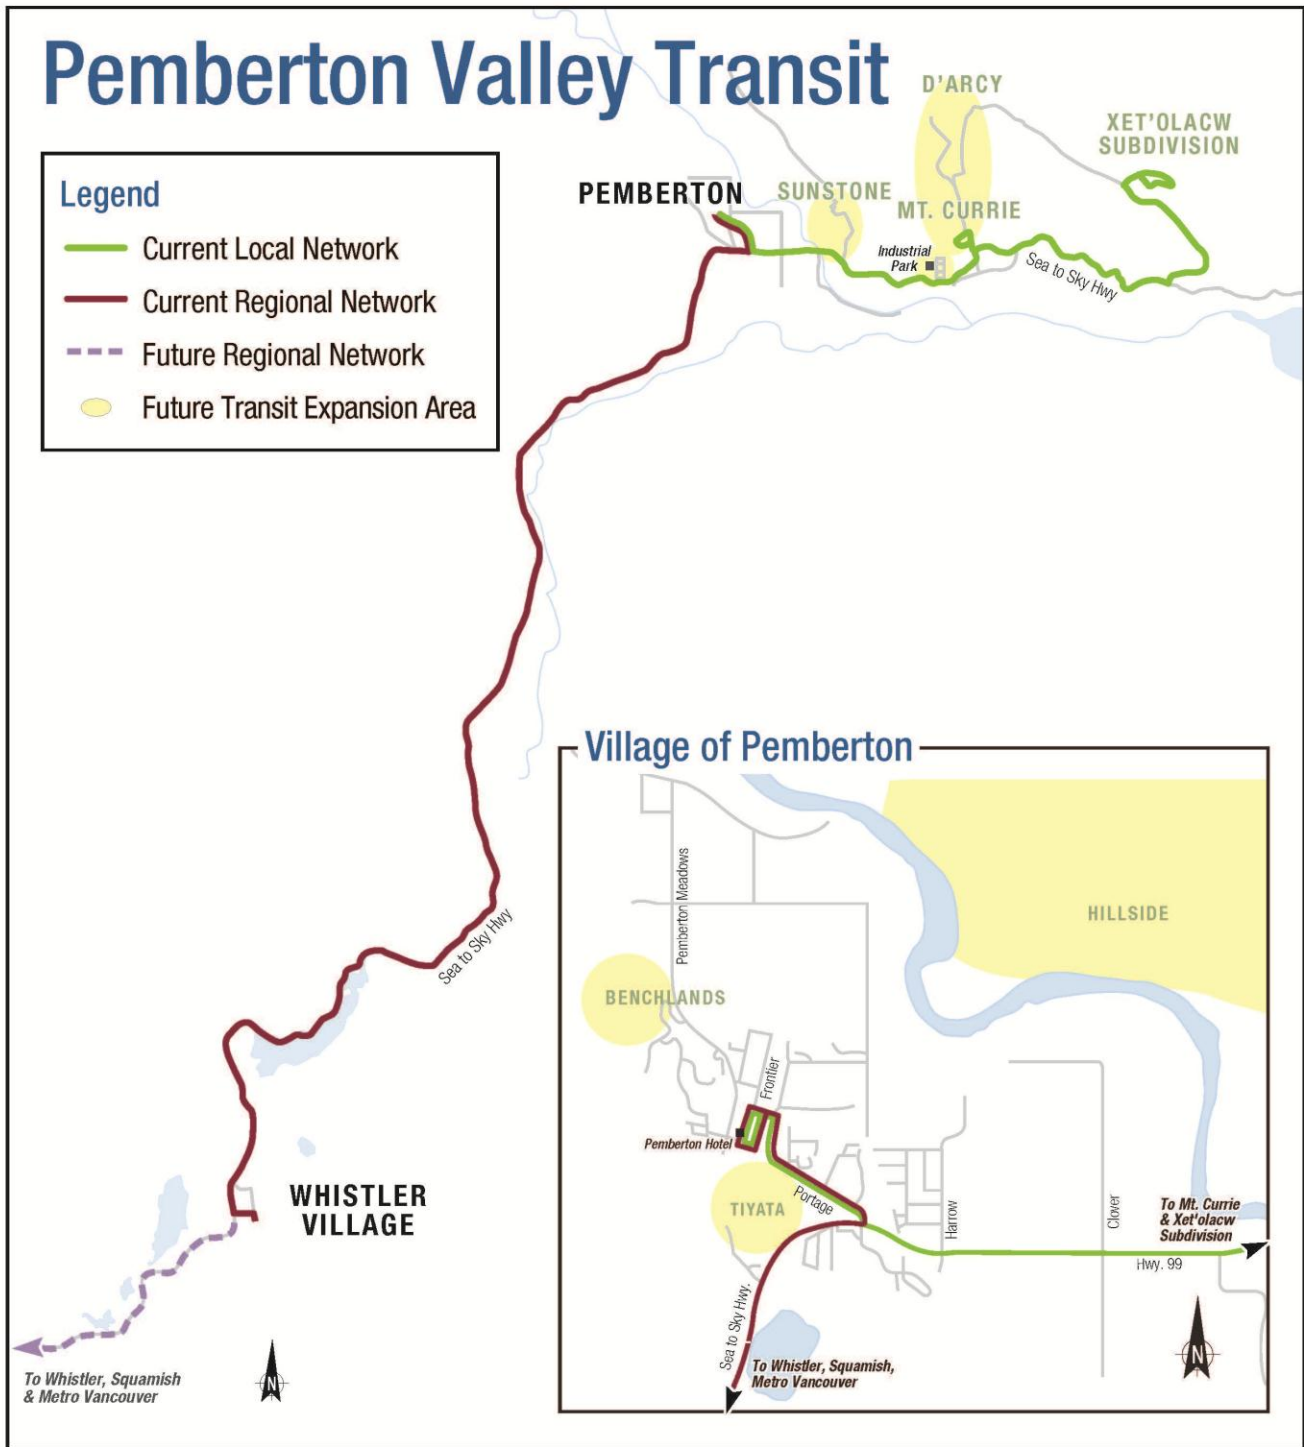 Pemberton Valley Transit
D'ARCY
XET'OLACW
SUBDIVISION
Legend
Current Local Network
Current Regional Network
Future Regional Network
Future Transit Expansion Area
PEMBERTON
SUNSTONE
MT. CURRIE
Industrial
Park
Sea to Sky Hwy
Sea to Sky Hwy
WHISTLER
VILLAGE
To Whistler, Squamish
& Metro Vancouver
N
Village of Pemberton
Pemberton Meadows
HILLSIDE
BENCHLANDS
Frontier
Pemberton Hotel
TIYATA
Portage
Harrow
Clover
To Mt. Currie
& Xet'olacw
Subdivision
Hwy. 99
Sea to Sky Hwy.
To Whistler, Squamish,
Metro Vancouver
N